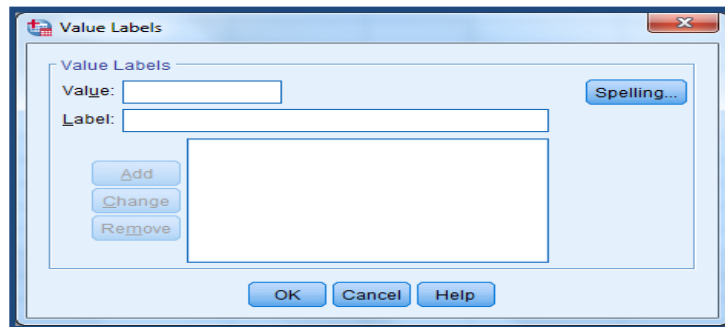 Value Labels
Value Labels
Value:
Spelling...
Label:
Add
Change
Remove
OK Cancel Help